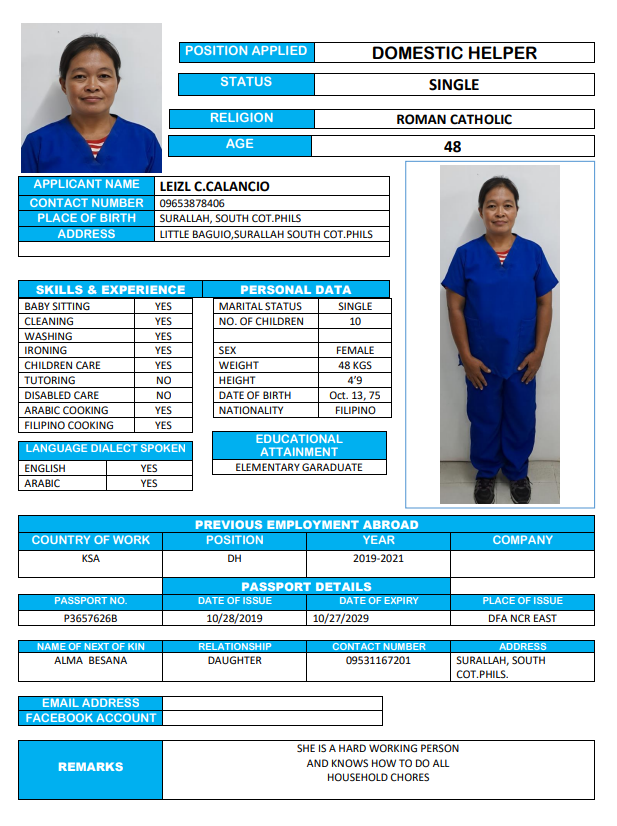 POSITION APPLIED DOMESTIC HELPER
STATUS SINGLE
RELIGION ROMAN CATHOLIC
AGE 48
APPLICANT NAME LEIZL C.CALANCIO
CONTACT NUMBER 09653878406
PLACE OF BIRTH SURALLAH, SOUTH COT.PHILS
ADDRESS LITTLE BAGUIO,SURALLAH SOUTH COT.PHILS
SKILLS & EXPERIENCE
BABY SITTING YES
CLEANING YES
WASHING YES
IRONING YES
CHILDREN CARE YES
TUTORING NO
DISABLED CARE NO
ARABIC COOKING YES
FILIPINO COOKING YES
LANGUAGE DIALECT SPOKEN
ENGLISH YES
ARABIC YES
PERSONAL DATA
MARITAL STATUS SINGLE
NO. OF CHILDREN 10
SEX FEMALE
WEIGHT 48 KGS
HEIGHT 4'9
DATE OF BIRTH Oct. 13, 75
NATIONALITY FILIPINO
EDUCATIONAL
ATTAINMENT
ELEMENTARY GARADUATE
PREVIOUS EMPLOYMENT ABROAD
COUNTRY OF WORK POSITION YEAR COMPANY
KSA DH 2019-2021
PASSPORT DETAILS
PASSPORT NO. DATE OF ISSUE DATE OF EXPIRY PLACE OF ISSUE
P3657626B 10/28/2019 10/27/2029 DFA NCR EAST
NAME OF NEXT OF KIN RELATIONSHIP CONTACT NUMBER ADDRESS
ALMA BESANA DAUGHTER 09531167201 SURALLAH, SOUTH
COT.PHILS.
EMAIL ADDRESS
FACEBOOK ACCOUNT
REMARKS
SHE IS A HARD WORKING PERSON
AND KNOWS HOW TO DO ALL
HOUSEHOLD CHORES